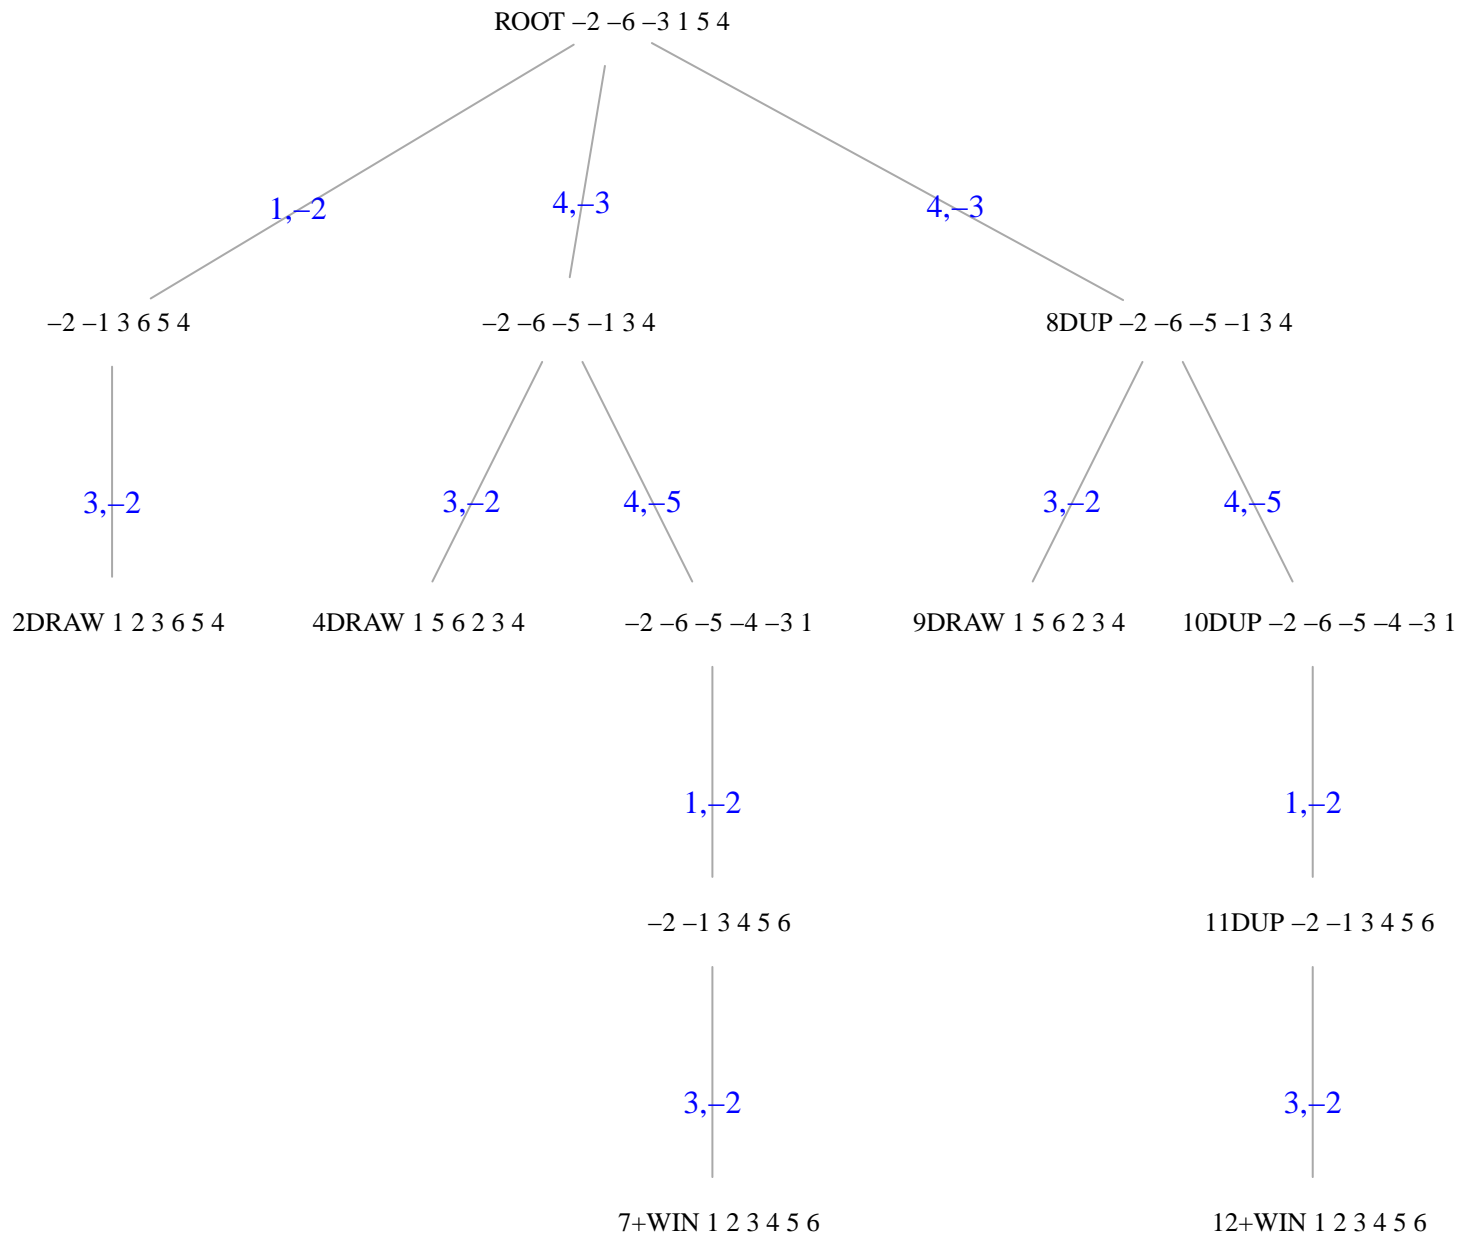 ROOT –2 –6 –3 1 5 4
1,–2
4,–3
4,–3
–2 –1 3 6 5 4
–2 –6 –5 –1 3 4
8DUP –2 –6 –5 –1 3 4
3,–2
3,–2
4,–5
3,–2
4,–5
2DRAW 1 2 3 6 5 4
4DRAW 1 5 6 2 3 4
–2 –6 –5 –4 –3 1
9DRAW 1 5 6 2 3 4
10DUP –2 –6 –5 –4 –3 1
1,–2
1,–2
–2 –1 3 4 5 6
11DUP –2 –1 3 4 5 6
3,–2
3,–2
7+WIN 1 2 3 4 5 6
12+WIN 1 2 3 4 5 6